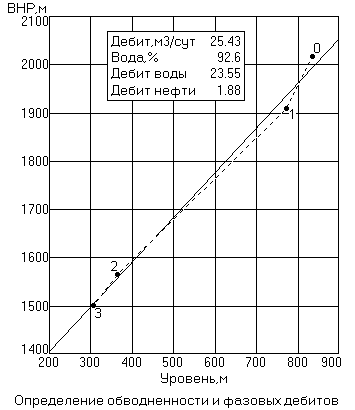 ВНР,м
2100
2000
1900
1800
1700
1600
1500
1400
Дебит,м3/сут 25.43
Вода,% 92.6
Дебит воды 23.55
Дебит нефти 1.88
0
1
2
3
200 300 400 500 600 700 800 900
Уровень,м
Определение обводненности и фазовых дебитов